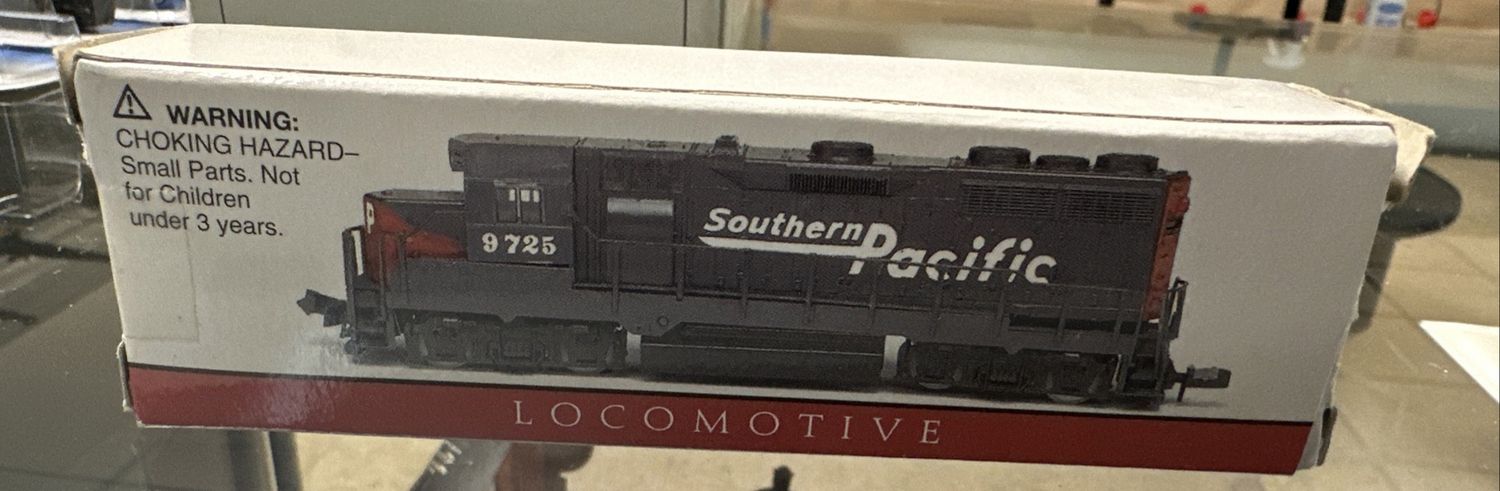 WARNING:
CHOKING HAZARD–
Small Parts. Not
for Children
under 3 years.
P
9725
Southern Pacific
LOCOMOTIVE